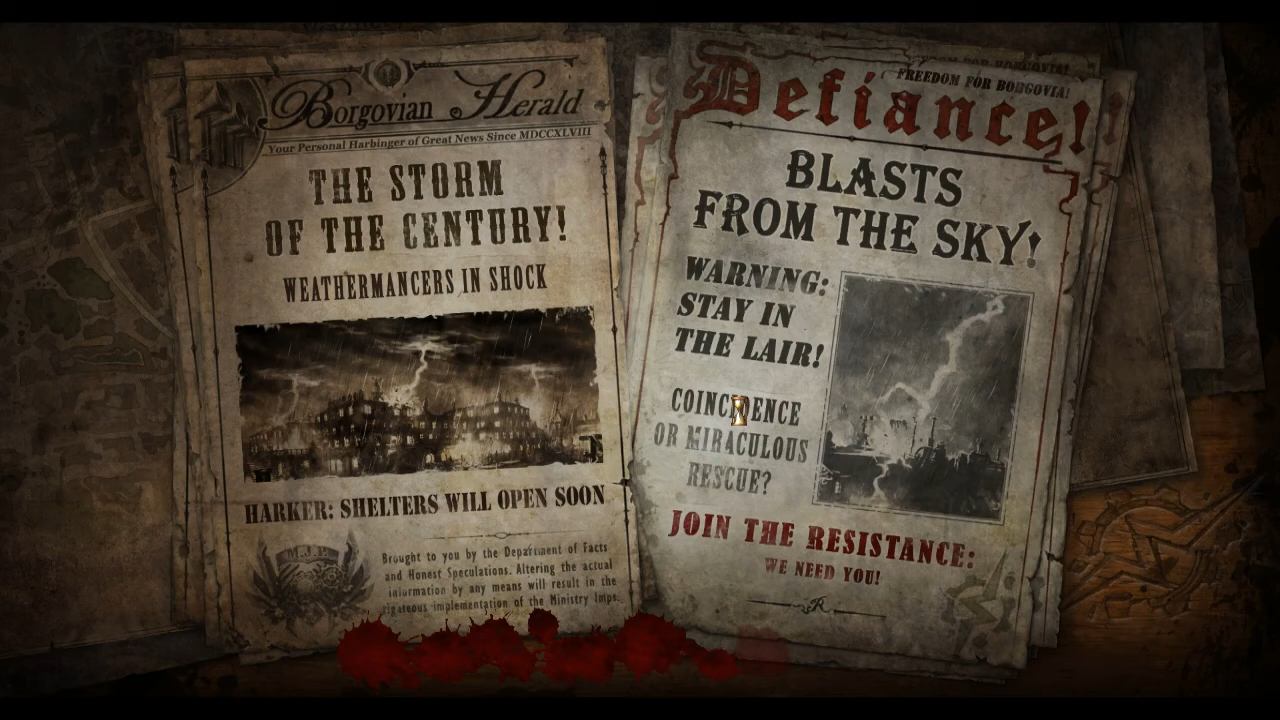 Borgovian Herald
Your Personal Harbinger of Great News Since MDCCXLVIII
THE STORM
OF THE CENTURY!
WEATHERMANCERS IN SHOCK
HARKER: SHELTERS WILL OPEN SOON
M.J.P.
Brought to you by the Department of Facts
and Honest Speculations. Altering the actual
information by any means will result in the
righteous implementation of the Ministry Imps.
FREEDOM FOR BORGOVIA!
Defiance!
BLASTS
FROM THE SKY!
WARNING:
STAY IN
THE LAIR!
COINCIDENCE
OR MIRACULOUS
RESCUE?
JOIN THE RESISTANCE:
WE NEED YOU!
R